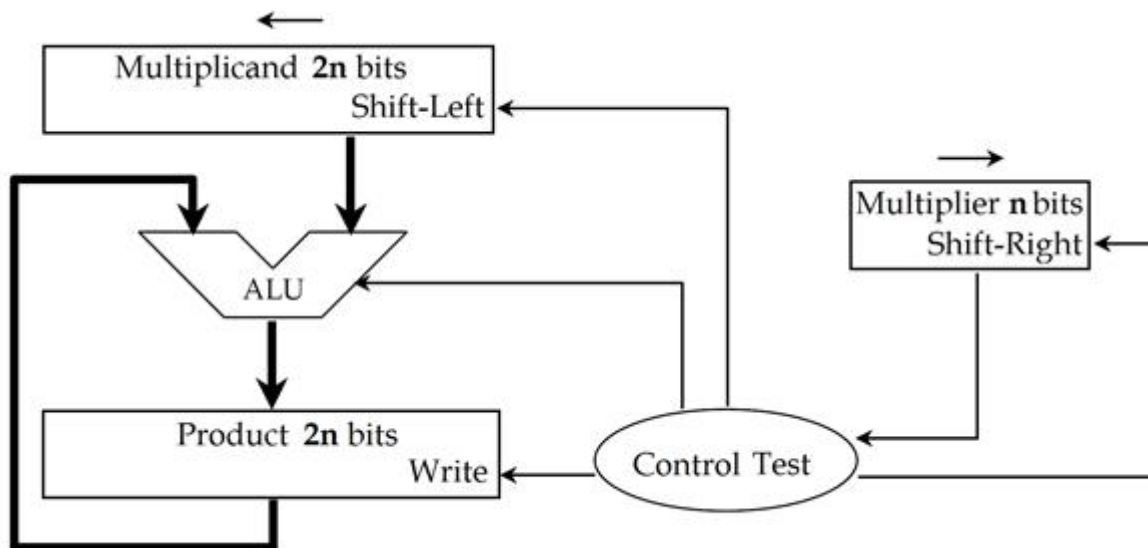 Multiplicand 2n bits
Shift-Left
Multiplier n bits
Shift-Right
ALU
Product 2n bits
Write
Control Test